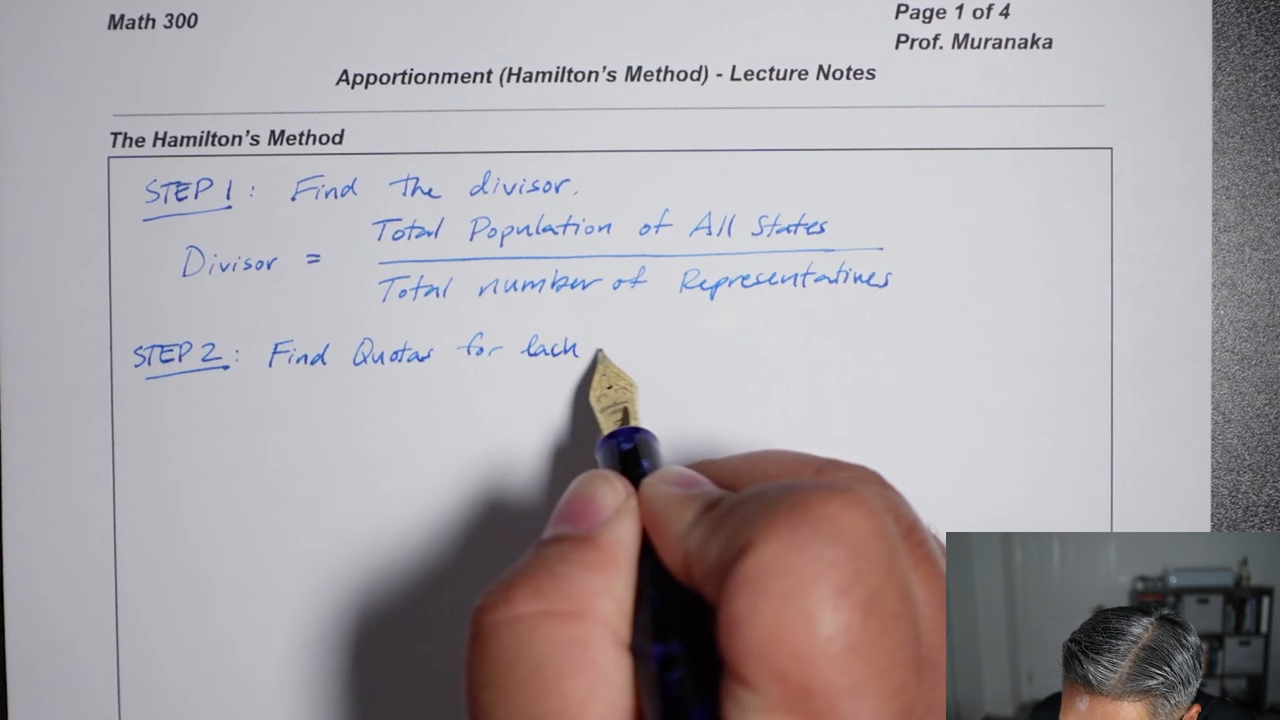 Math 300
Page 1 of 4
Prof. Muranaka
Apportionment (Hamilton's Method) - Lecture Notes
The Hamilton's Method
STEP 1: Find the divisor.
Divisor = Total Population of All States
Total number of Representatives
STEP 2: Find Quotas for each